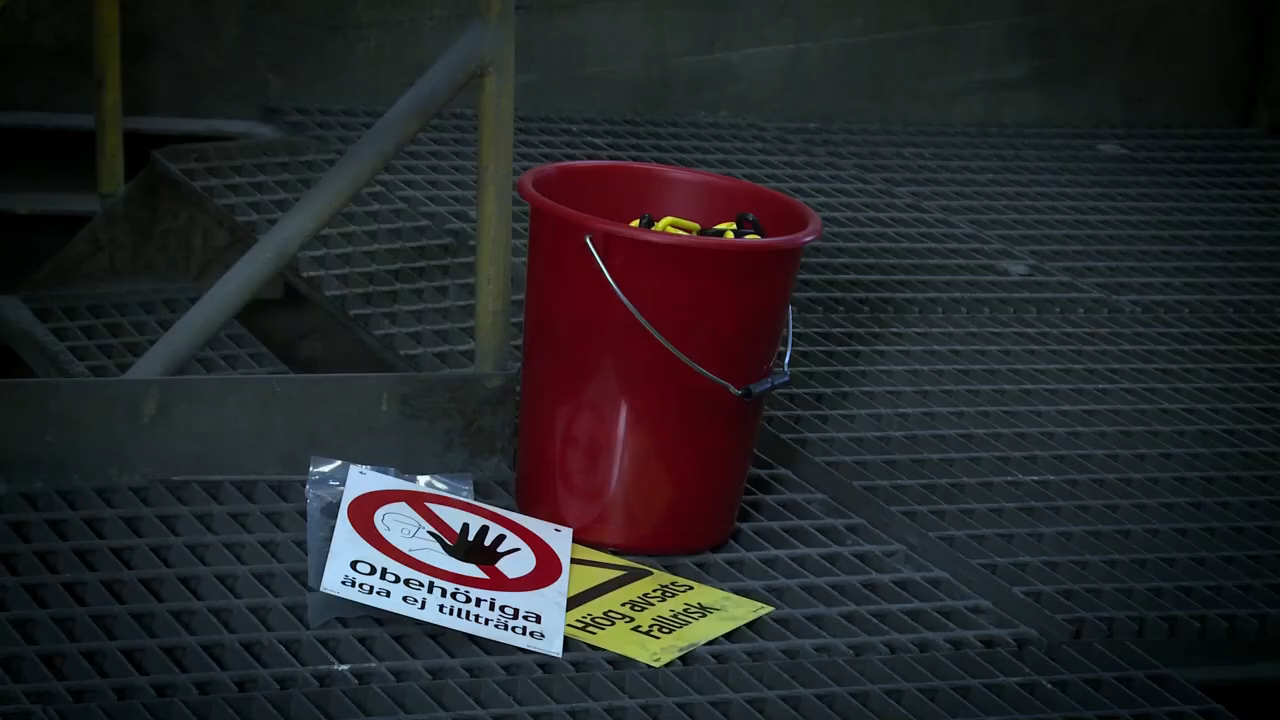 Obehöriga
äga ej tillträde
Hög avsats
Fallrisk